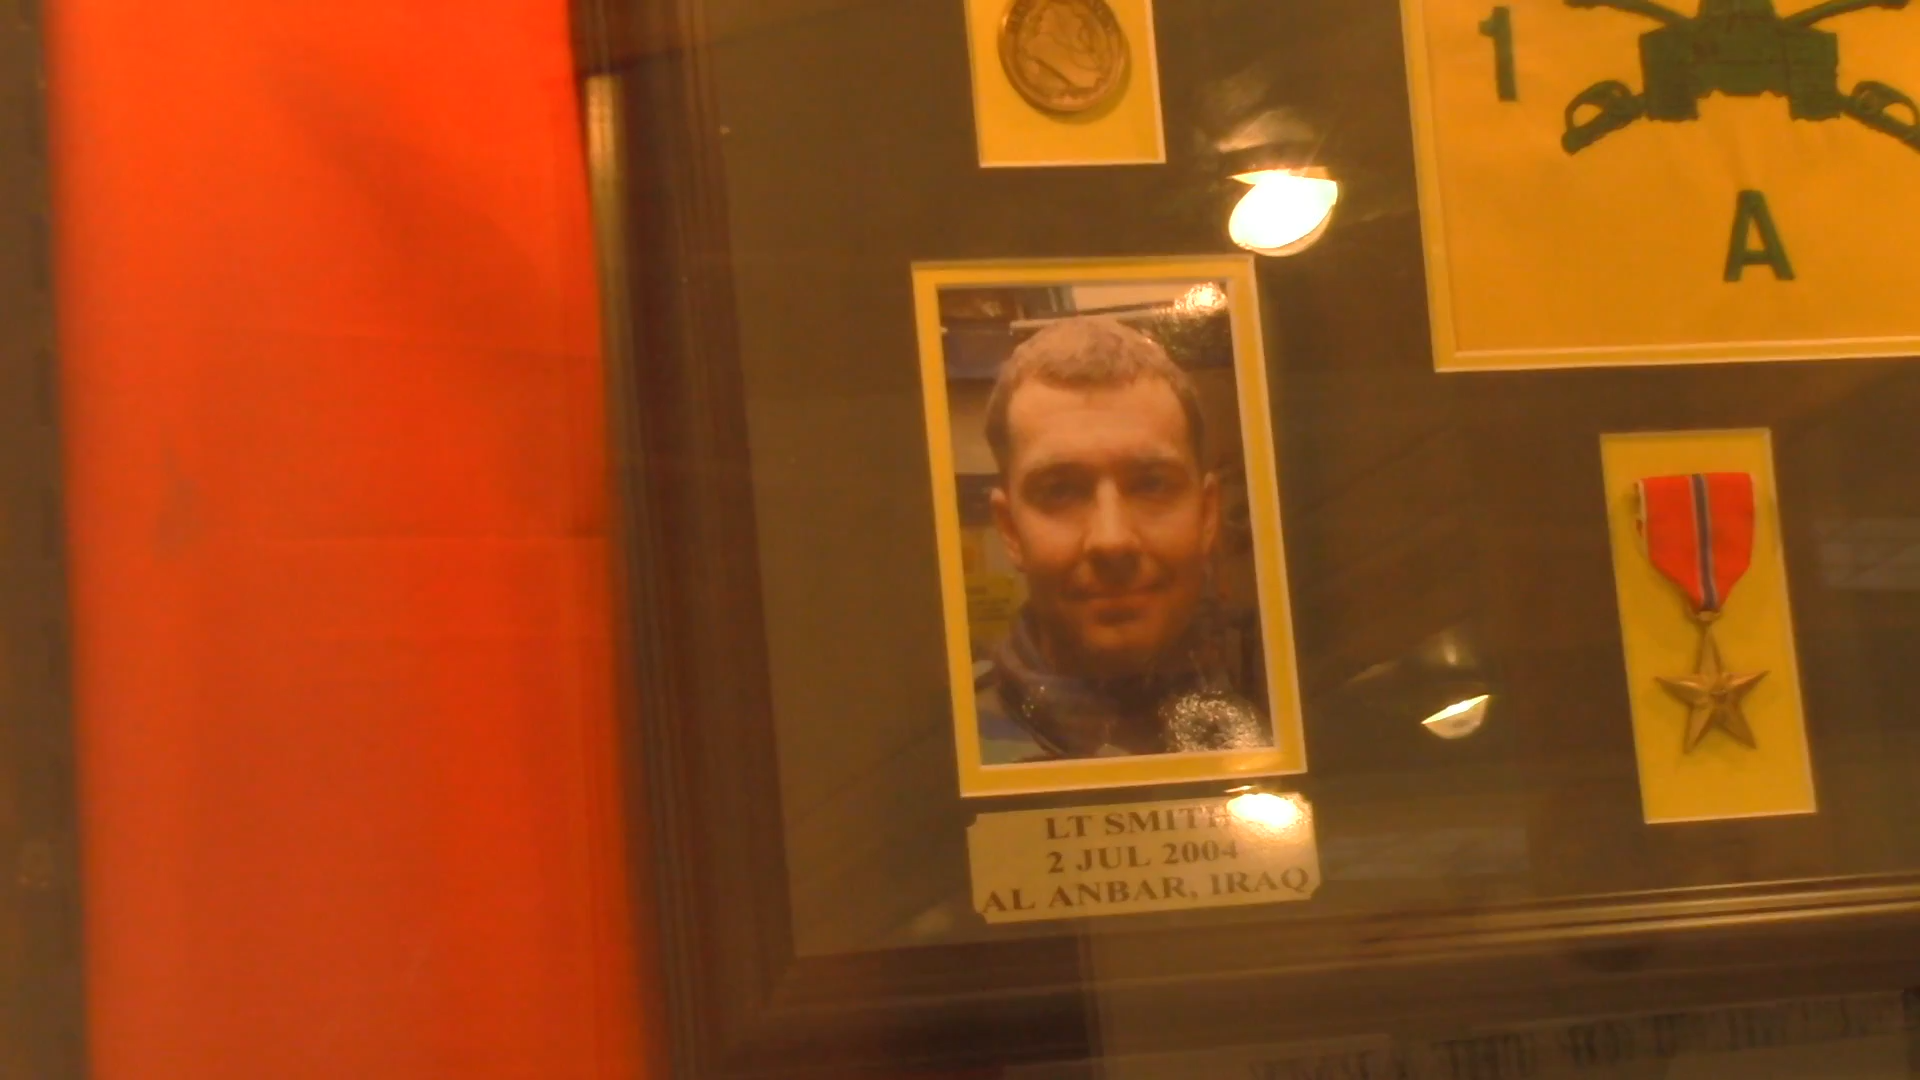 1
A
LT SMITH
2 JUL 2004
AL ANBAR, IRAQ